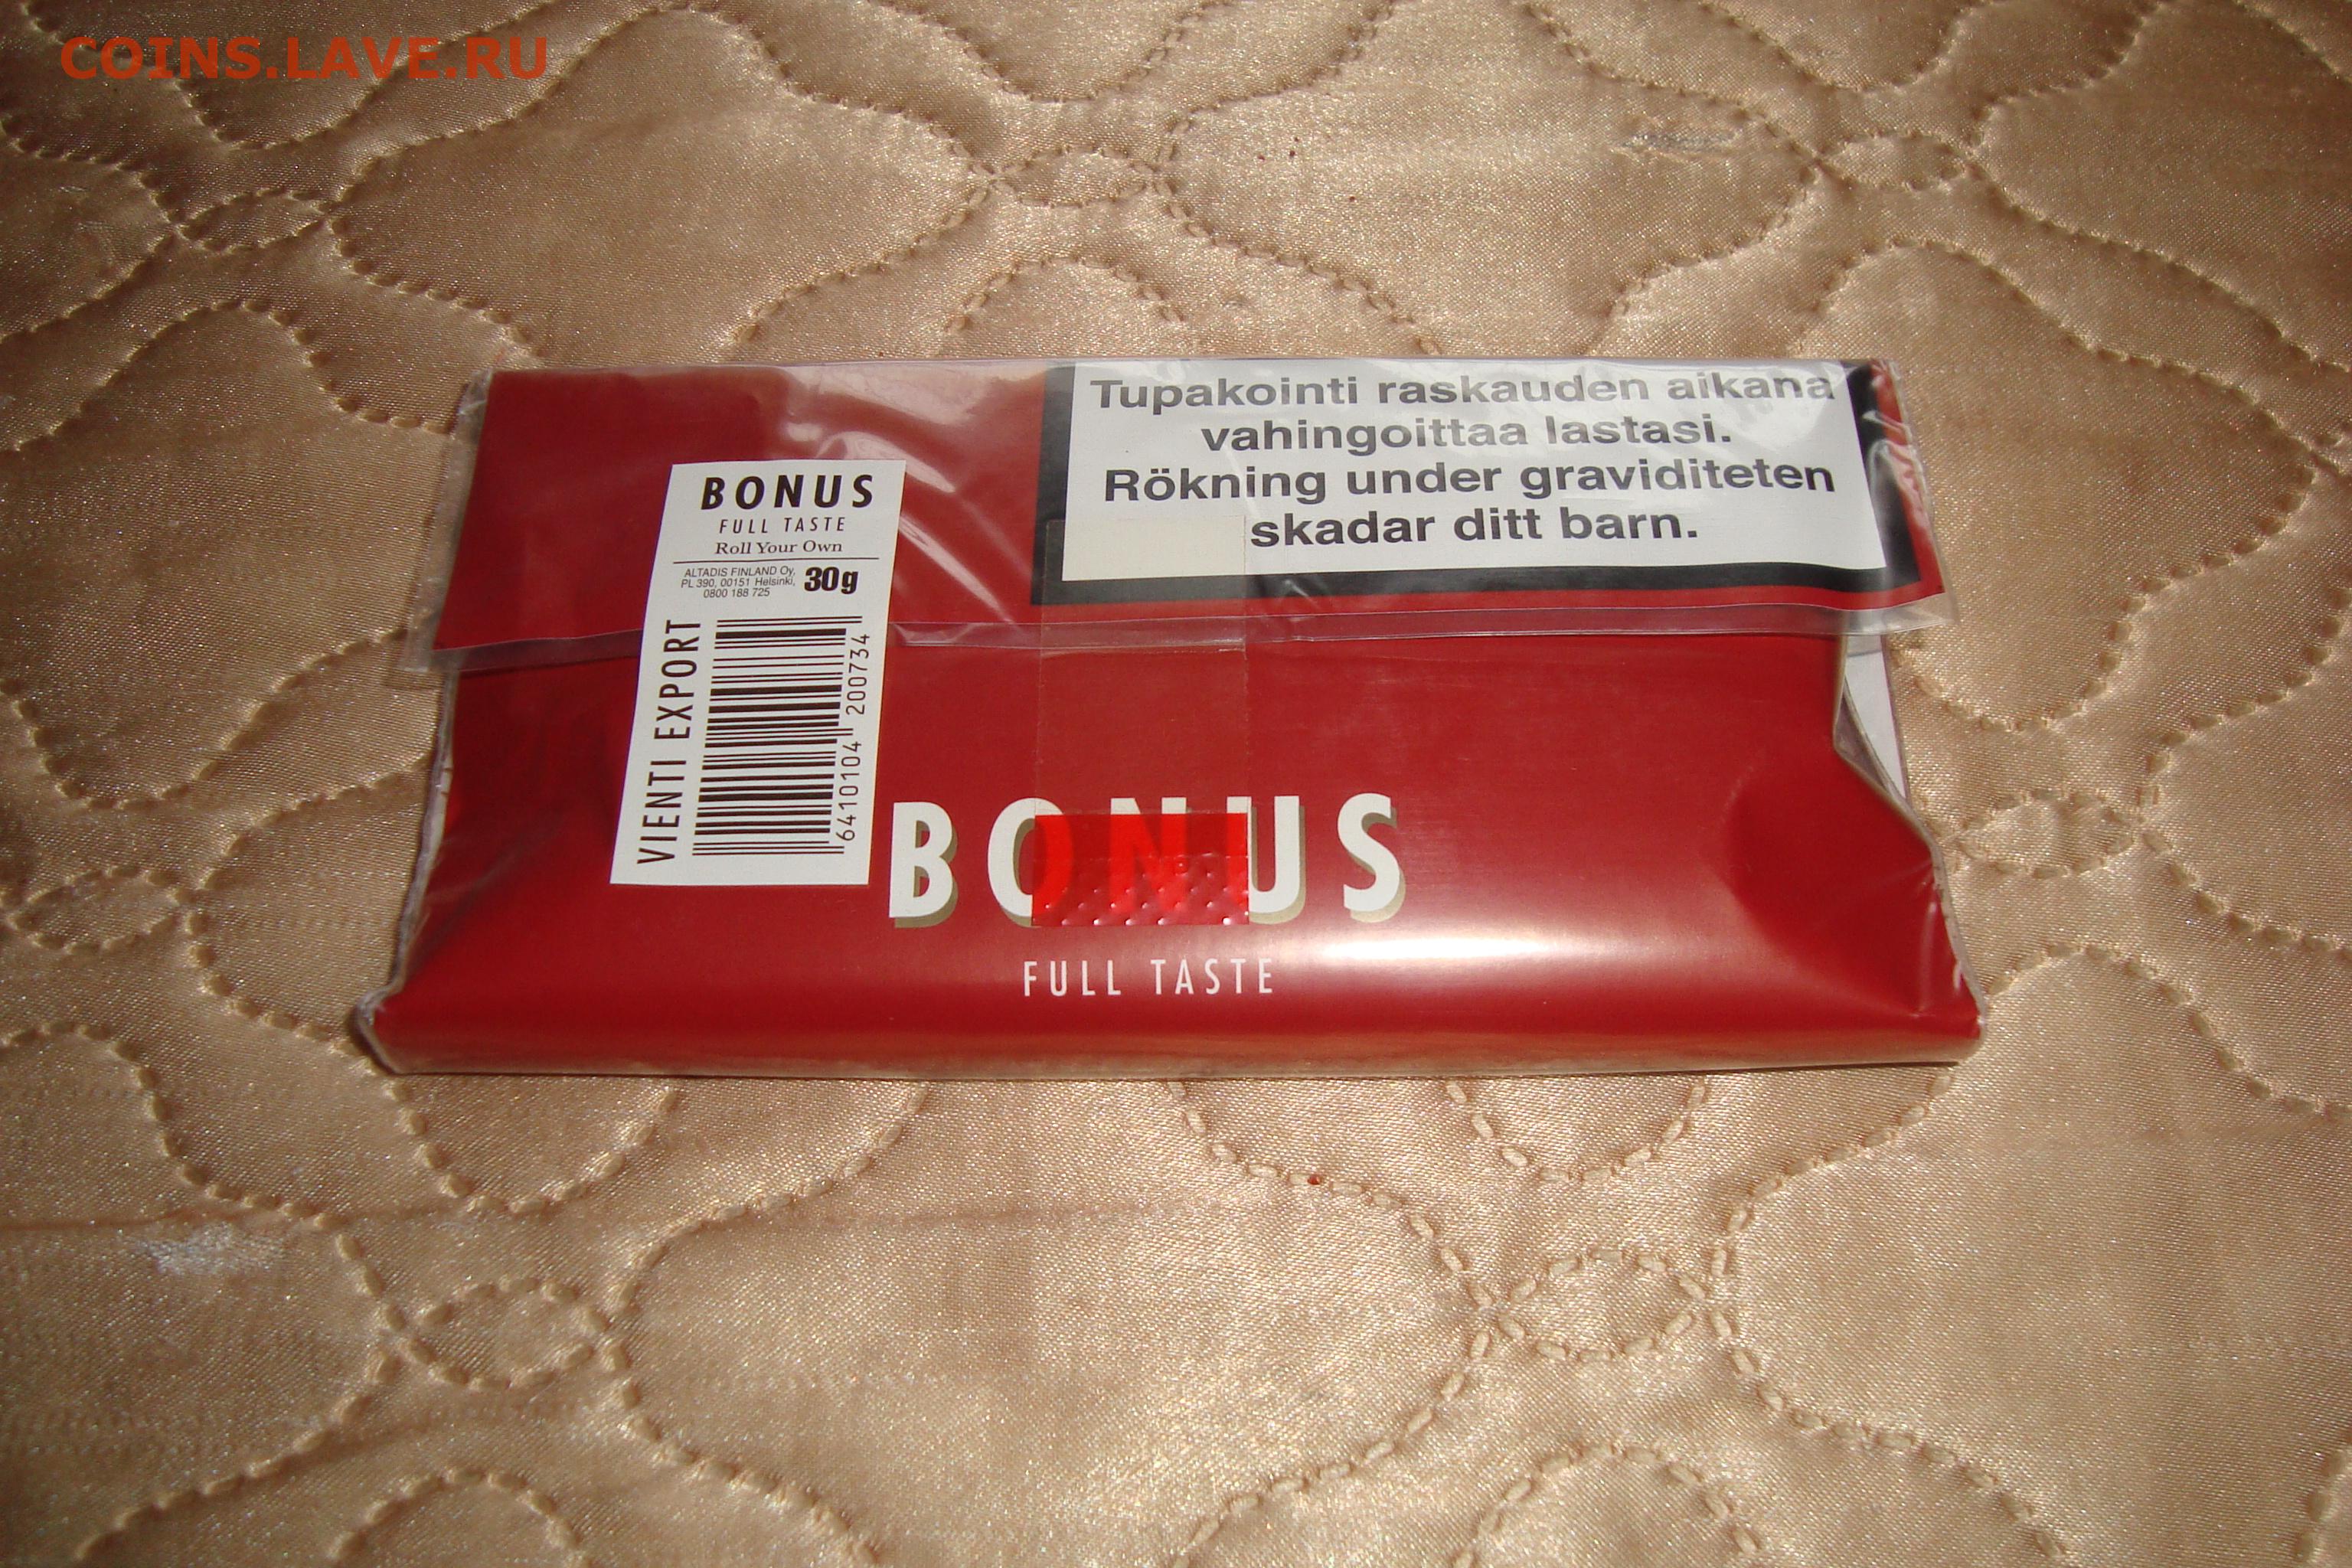 COINS.LAVE.RU
Tupakointi raskauden aikana
vahingoittaa lastasi.
Rökning under graviditeten
skadar ditt barn.
BONUS
FULL TASTE
Roll Your Own
ALTADIS FINLAND Oy,
PL 390, 00151 Helsinki,
0800 188 725
30g
VIENTI EXPORT
6410104 200734
BONUS
FULL TASTE